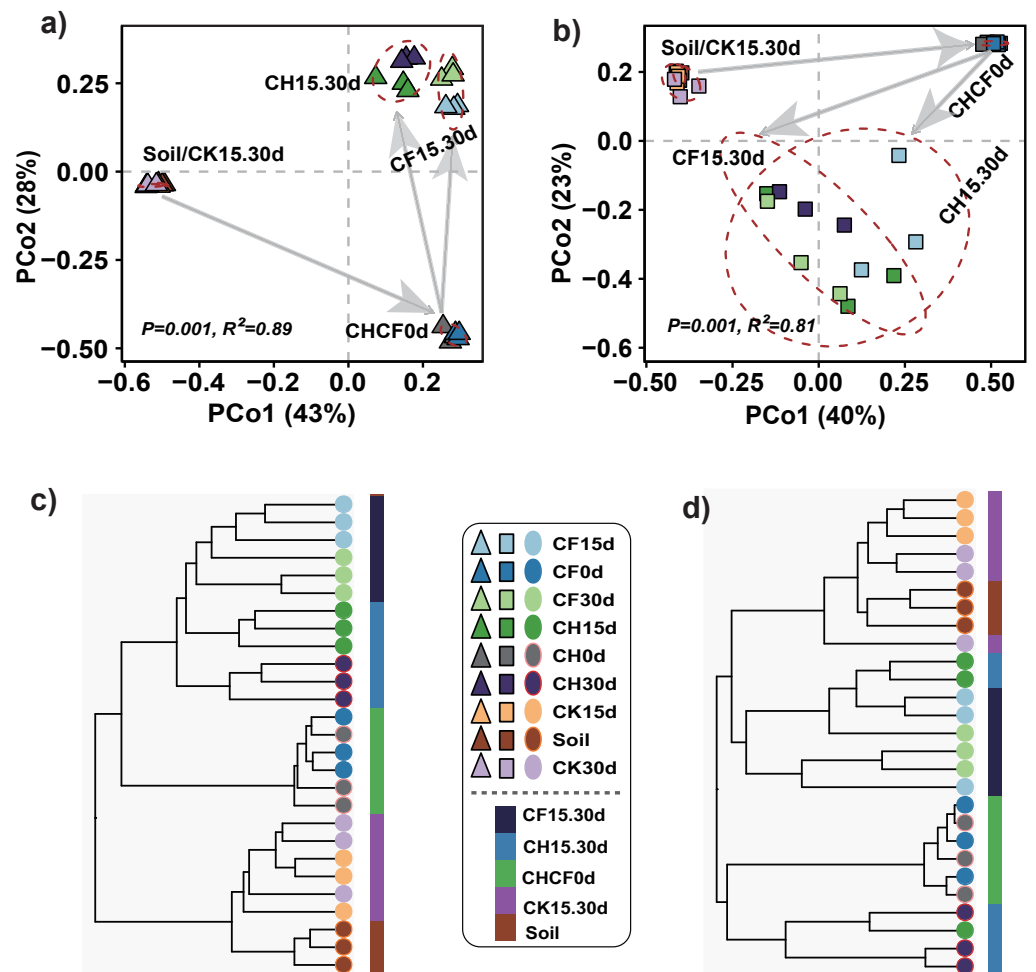 a)
0.25
0.00
−0.25
−0.50
PCo2 (28%)
CH15.30d
CF15.30d
Soil/CK15.30d
CHCF0d
P=0.001, R²=0.89
−0.6 −0.4 −0.2 0.0 0.2
PCo1 (43%)
b)
0.2
0.0
−0.2
−0.4
−0.6
PCo2 (23%)
Soil/CK15.30d
CHCF0d
CF15.30d
CH15.30d
P=0.001, R²=0.81
−0.50 −0.25 0.00 0.25 0.50
PCo1 (40%)
c)
CF15d
CF0d
CF30d
CH15d
CH0d
CH30d
CK15d
Soil
CK30d
CF15.30d
CH15.30d
CHCF0d
CK15.30d
Soil
d)